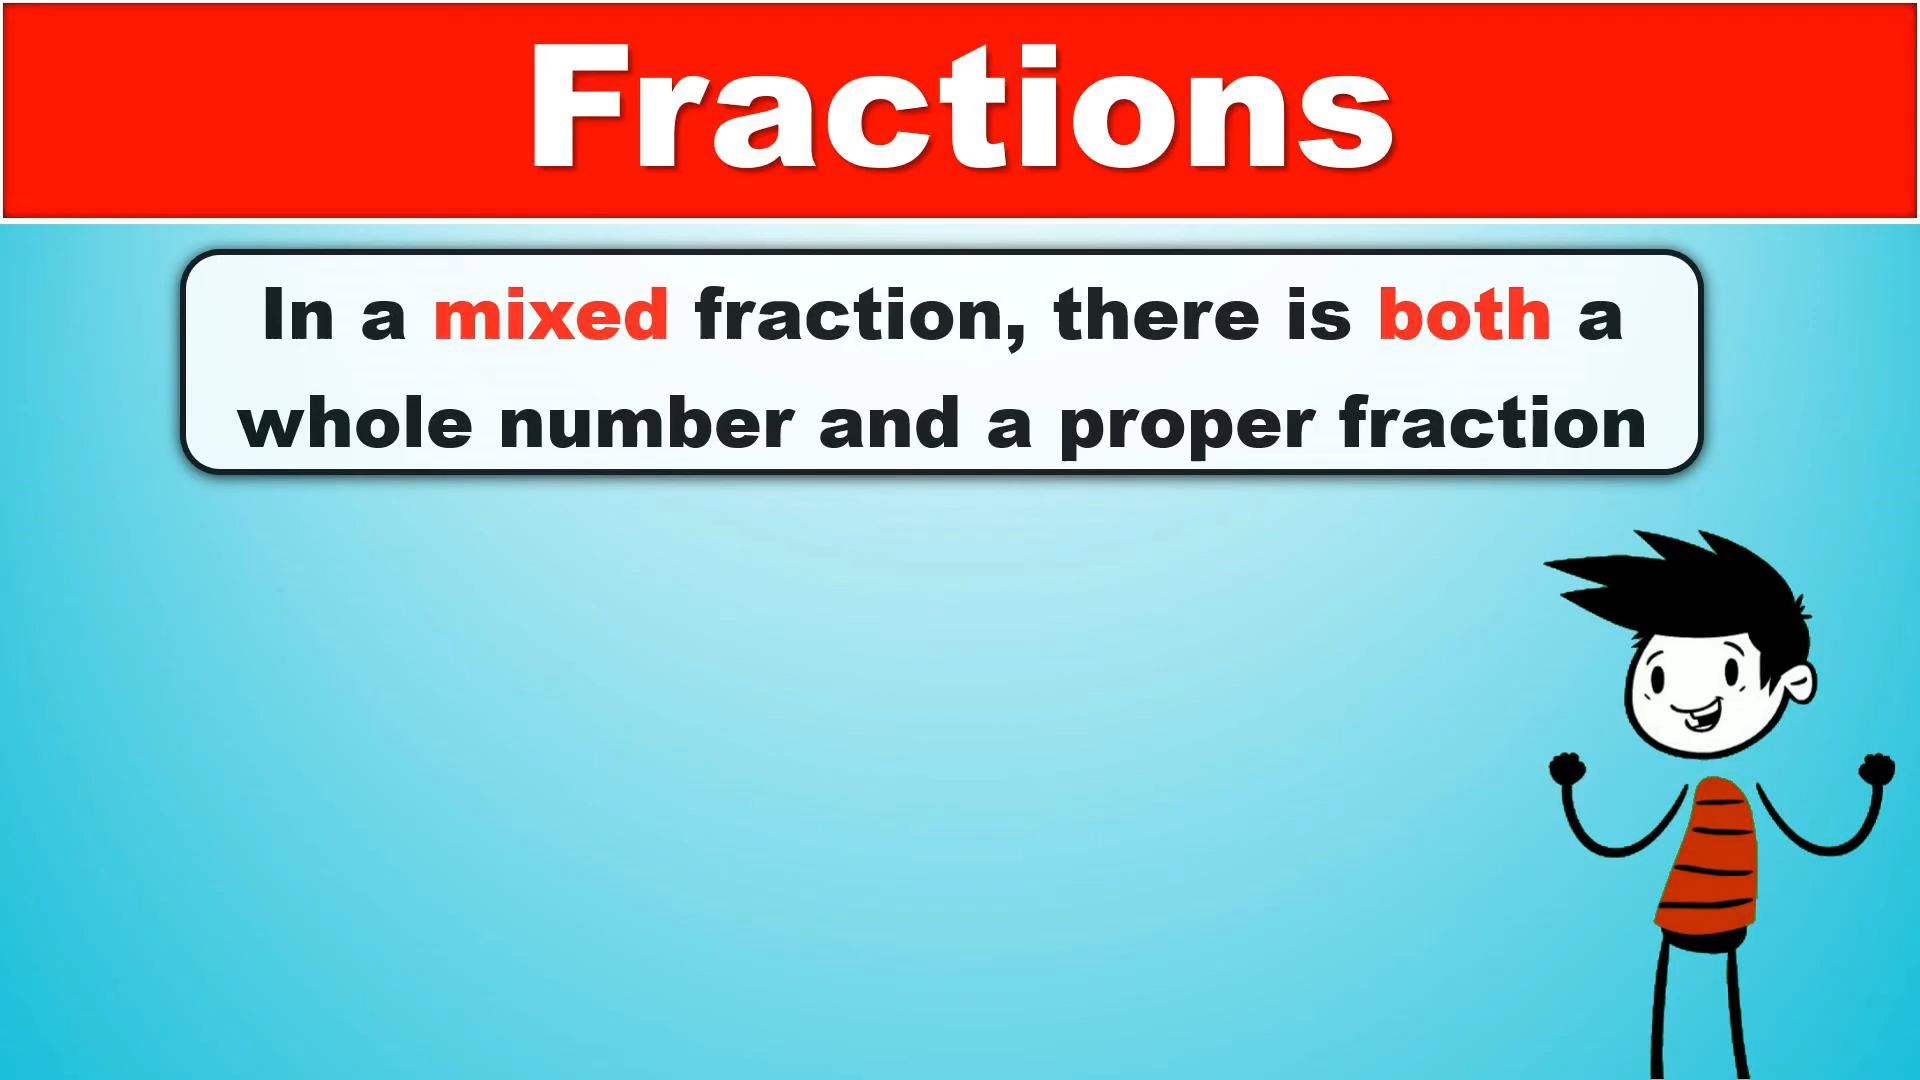 Fractions
In a mixed fraction, there is both a
whole number and a proper fraction